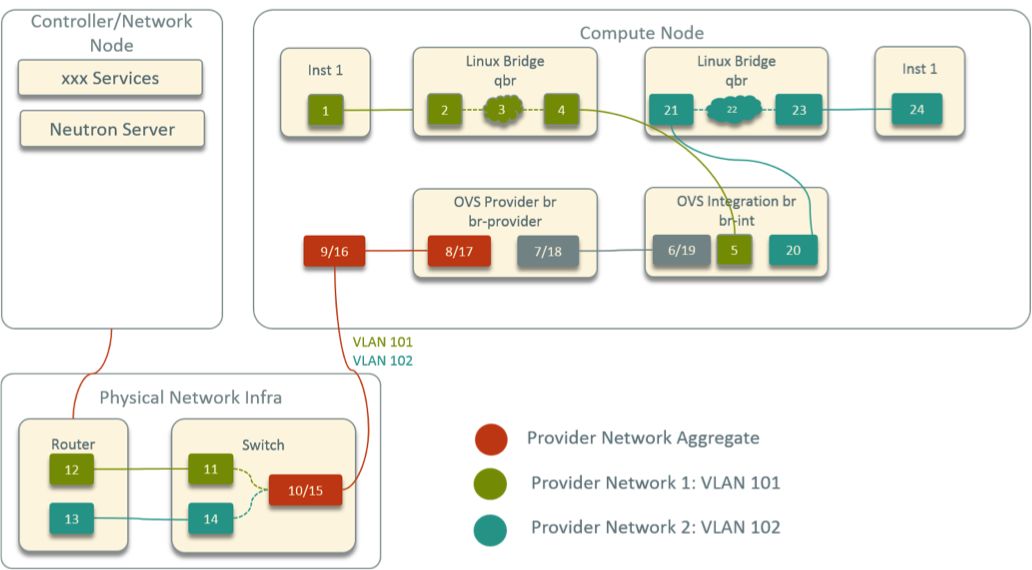 Controller/Network
Node
xxx Services
Neutron Server
Compute Node
Inst 1
1
Linux Bridge
qbr
2
3
4
Linux Bridge
qbr
21
22
23
Inst 1
24
9/16
OVS Provider br
br-provider
8/17
7/18
OVS Integration br
br-int
6/19
5
20
VLAN 101
VLAN 102
Physical Network Infra
Router
12
13
Switch
11
14
10/15
Provider Network Aggregate
Provider Network 1: VLAN 101
Provider Network 2: VLAN 102